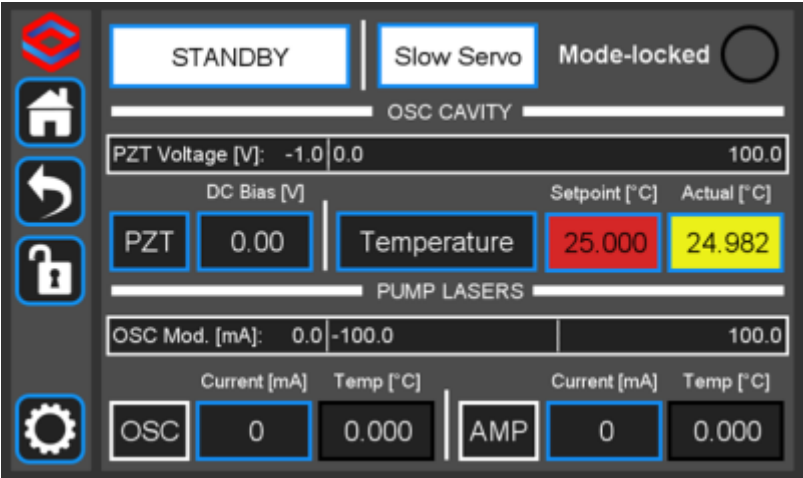 STANDBY Slow Servo Mode-locked
OSC CAVITY
PZT Voltage [V]: -1.0 0.0 100.0
DC Bias [V] Setpoint [°C] Actual [°C]
PZT 0.00 Temperature 25.000 24.982
PUMP LASERS
OSC Mod. [mA]: 0.0 -100.0 100.0
Current [mA] Temp [°C] Current [mA] Temp [°C]
OSC 0 0.000 AMP 0 0.000